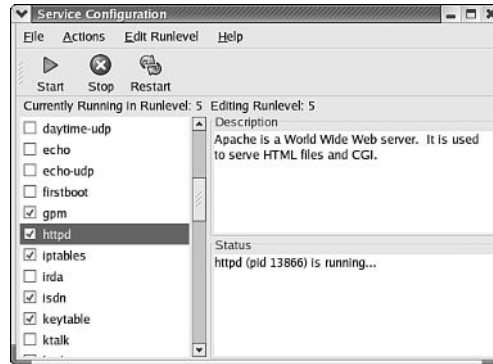 Service Configuration
File Actions Edit Runlevel Help
Start Stop Restart
Currently Running in Runlevel: 5 Editing Runlevel: 5
daytime-udp
echo
echo-udp
firstboot
gpm
httpd
iptables
irda
isdn
keytable
ktalk
Description
Apache is a World Wide Web server. It is used
to serve HTML files and CGI.
Status
httpd (pid 13866) is running...